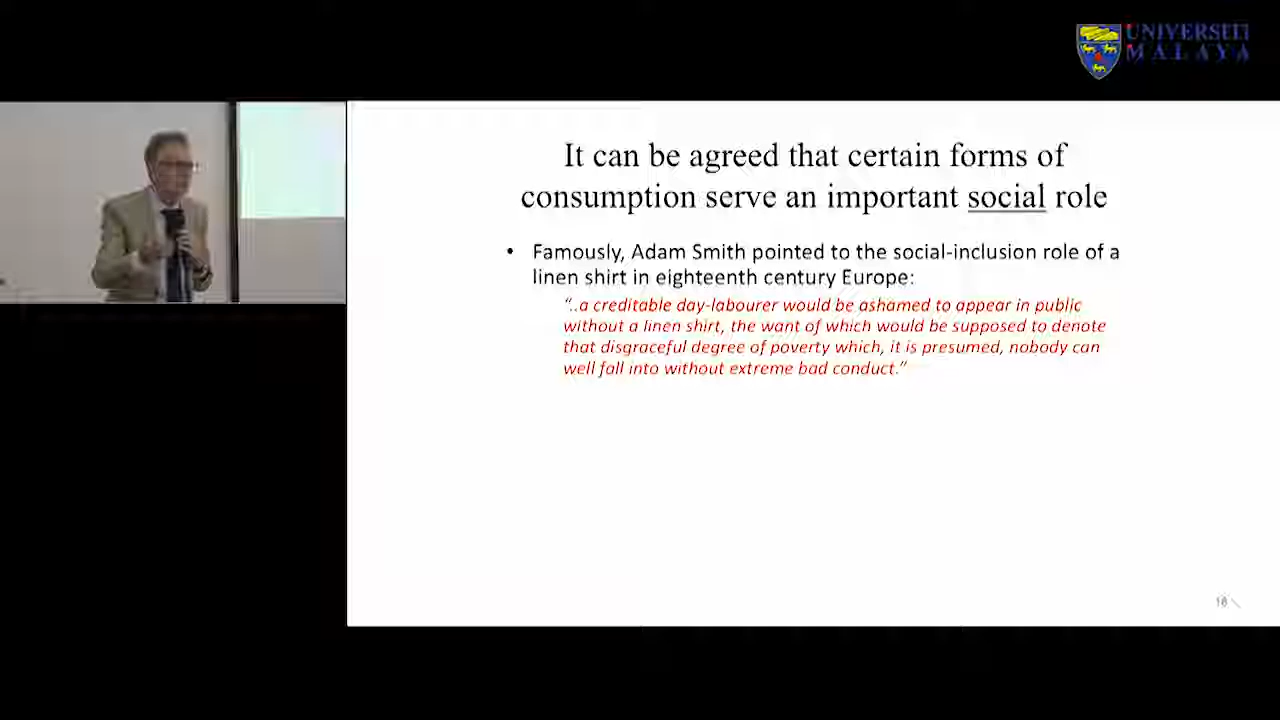 UNIVERSITI
MALAYA
It can be agreed that certain forms of
consumption serve an important social role
• Famously, Adam Smith pointed to the social-inclusion role of a
linen shirt in eighteenth century Europe:
“..a creditable day-labourer would be ashamed to appear in public
without a linen shirt, the want of which would be supposed to denote
that disgraceful degree of poverty which, it is presumed, nobody can
well fall into without extreme bad conduct.”
10